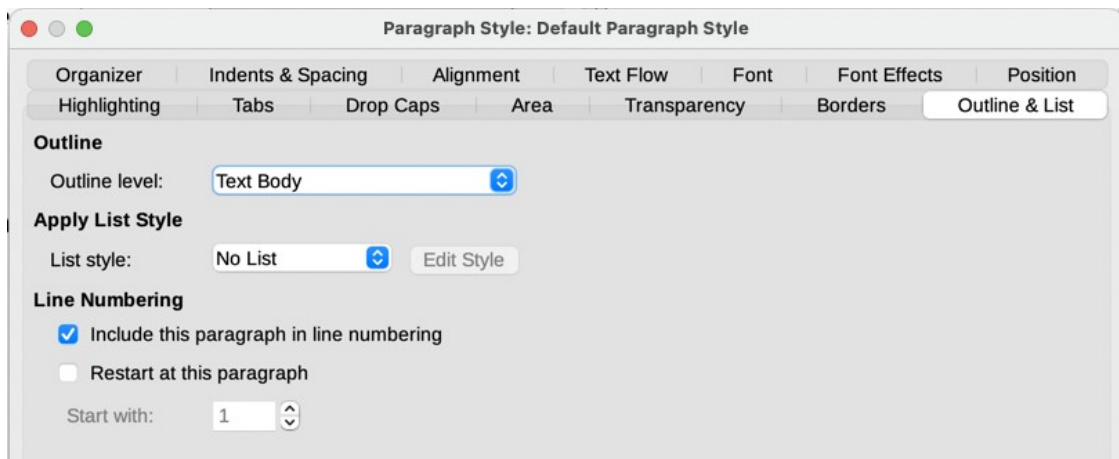 Paragraph Style: Default Paragraph Style
Organizer Indents & Spacing Alignment Text Flow Font Font Effects Position
Highlighting Tabs Drop Caps Area Transparency Borders Outline & List
Outline
Outline level: Text Body
Apply List Style
List style: No List Edit Style
Line Numbering
Include this paragraph in line numbering
Restart at this paragraph
Start with: 1